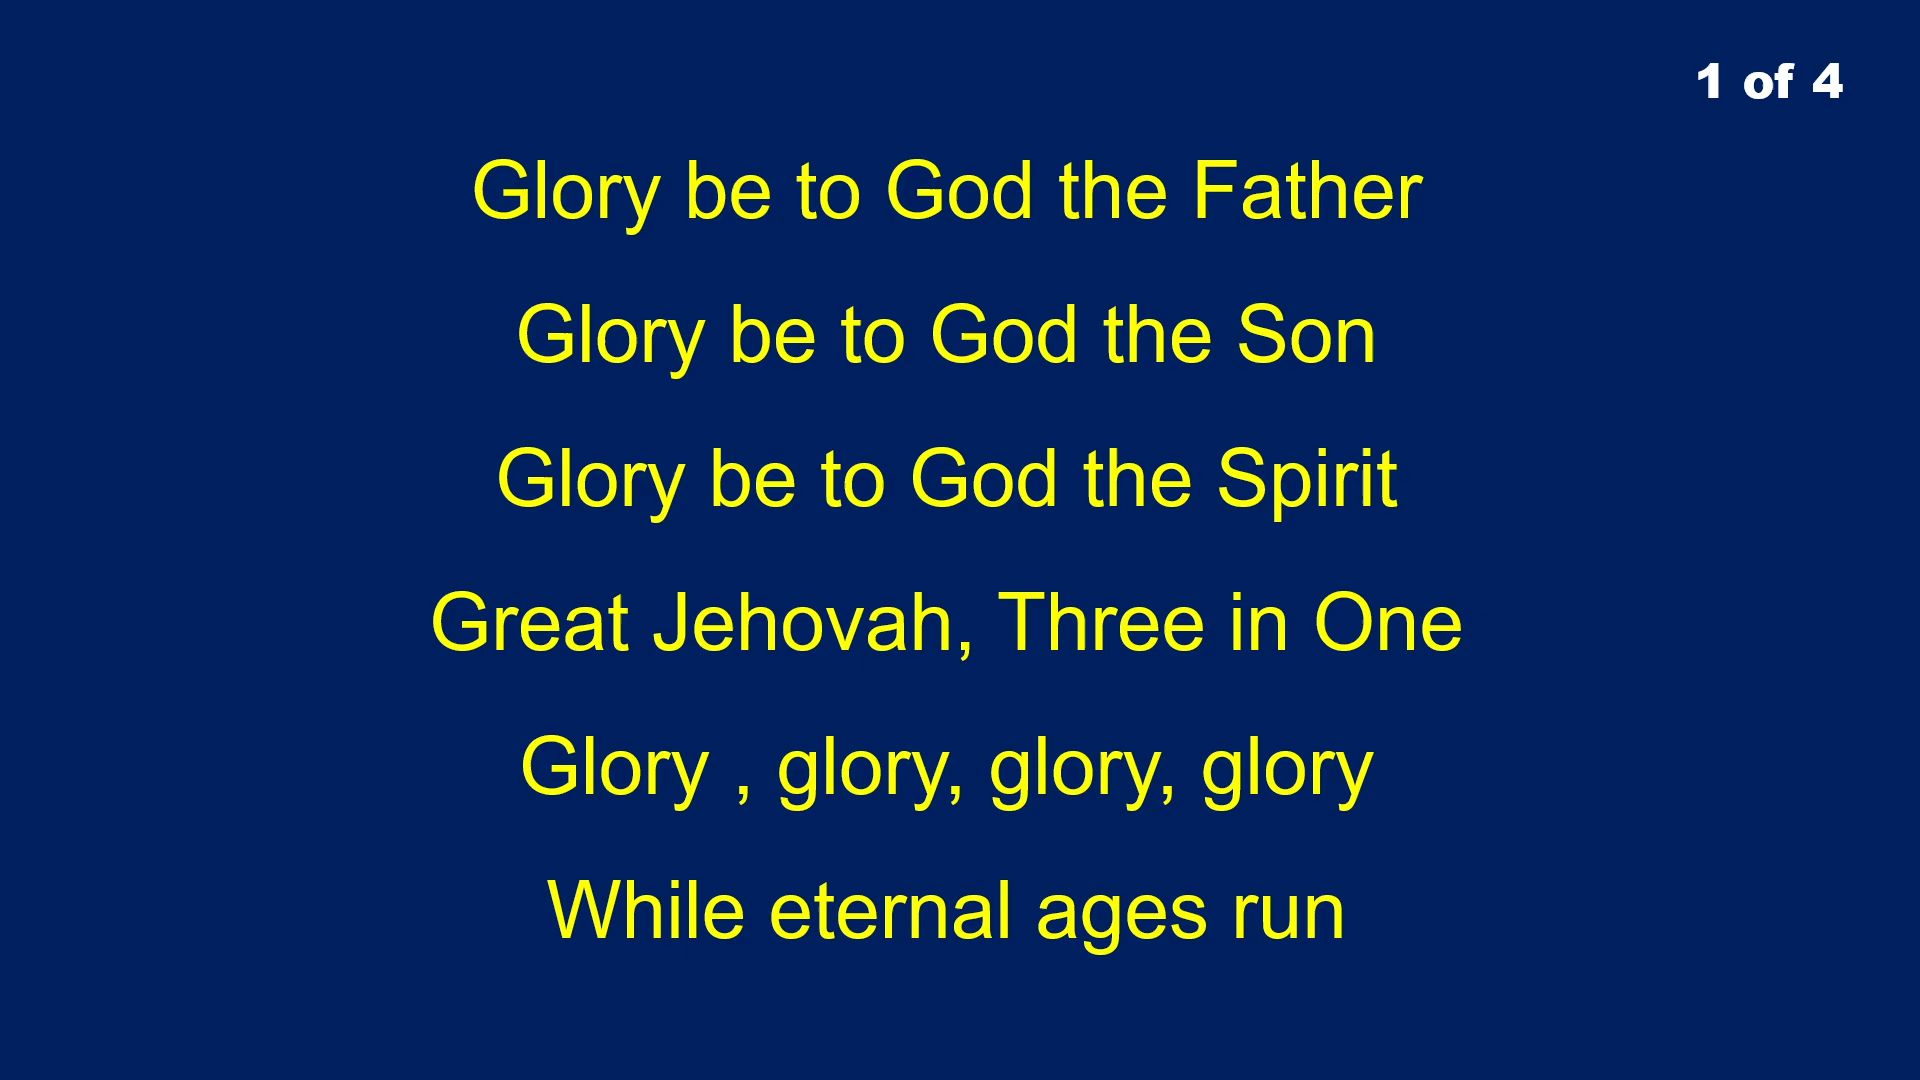 1 of 4
Glory be to God the Father
Glory be to God the Son
Glory be to God the Spirit
Great Jehovah, Three in One
Glory , glory, glory, glory
While eternal ages run